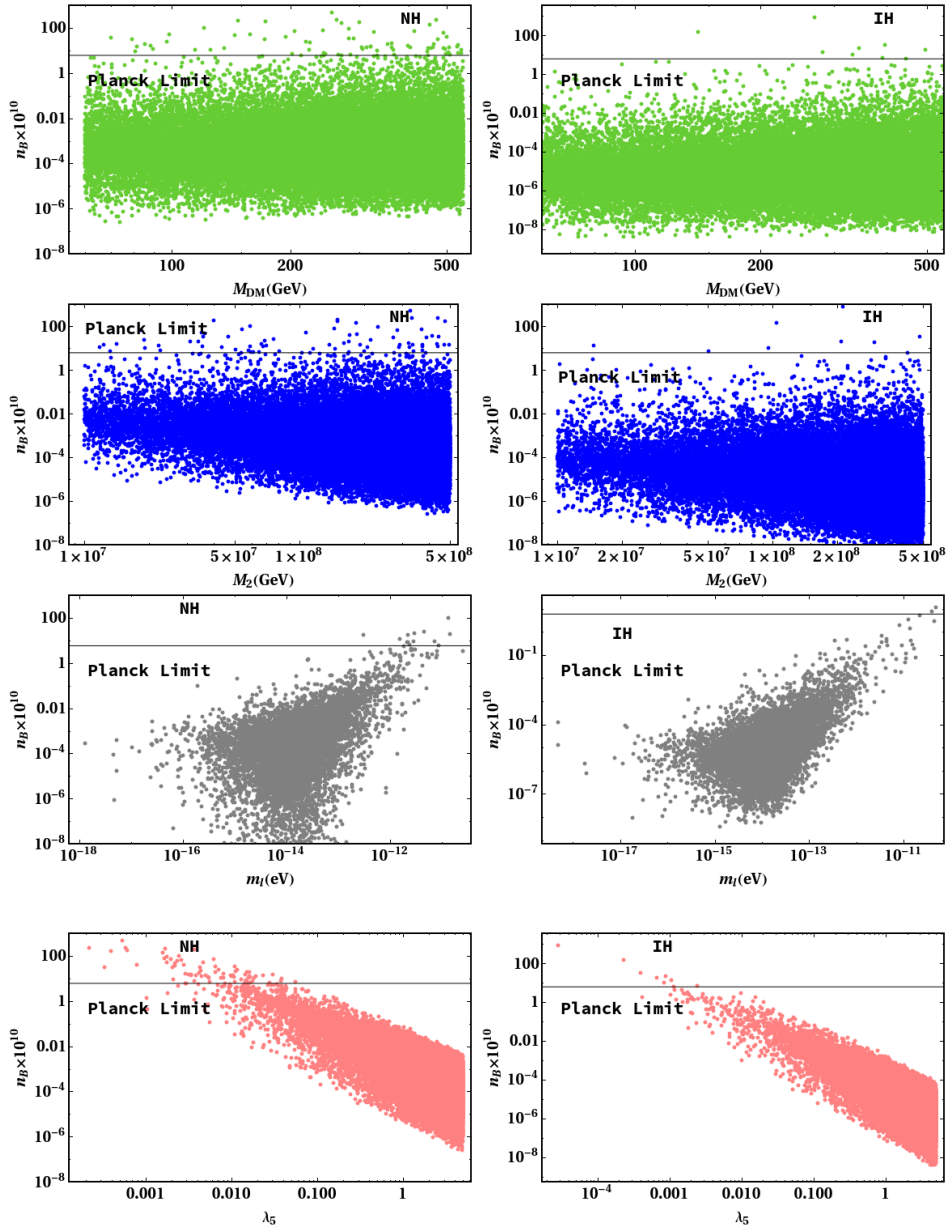 NH
IH
Planck Limit
Planck Limit
n_B×10^10
100
1
0.01
10^-4
10^-6
10^-8
n_B×10^10
100
1
0.01
10^-4
10^-6
10^-8
100 200 500
100 200 500
M_DM(GeV)
M_DM(GeV)
Planck Limit
NH
IH
Planck Limit
n_B×10^10
100
1
0.01
10^-4
10^-6
10^-8
n_B×10^10
100
1
0.01
10^-4
10^-6
10^-8
1×10^7 5×10^7 1×10^8 5×10^8
1×10^7 2×10^7 5×10^7 1×10^8 2×10^8 5×10^8
M_2(GeV)
M_2(GeV)
NH
IH
Planck Limit
Planck Limit
n_B×10^10
100
1
0.01
10^-4
10^-6
10^-8
n_B×10^10
10^-1
10^-4
10^-7
10^-18 10^-16 10^-14 10^-12
10^-17 10^-15 10^-13 10^-11
m_l(eV)
m_l(eV)
NH
IH
Planck Limit
Planck Limit
n_B×10^10
100
1
0.01
10^-4
10^-6
10^-8
n_B×10^10
100
1
0.01
10^-4
10^-6
10^-8
0.001 0.010 0.100 1
10^-4 0.001 0.010 0.100 1
λ_5
λ_5